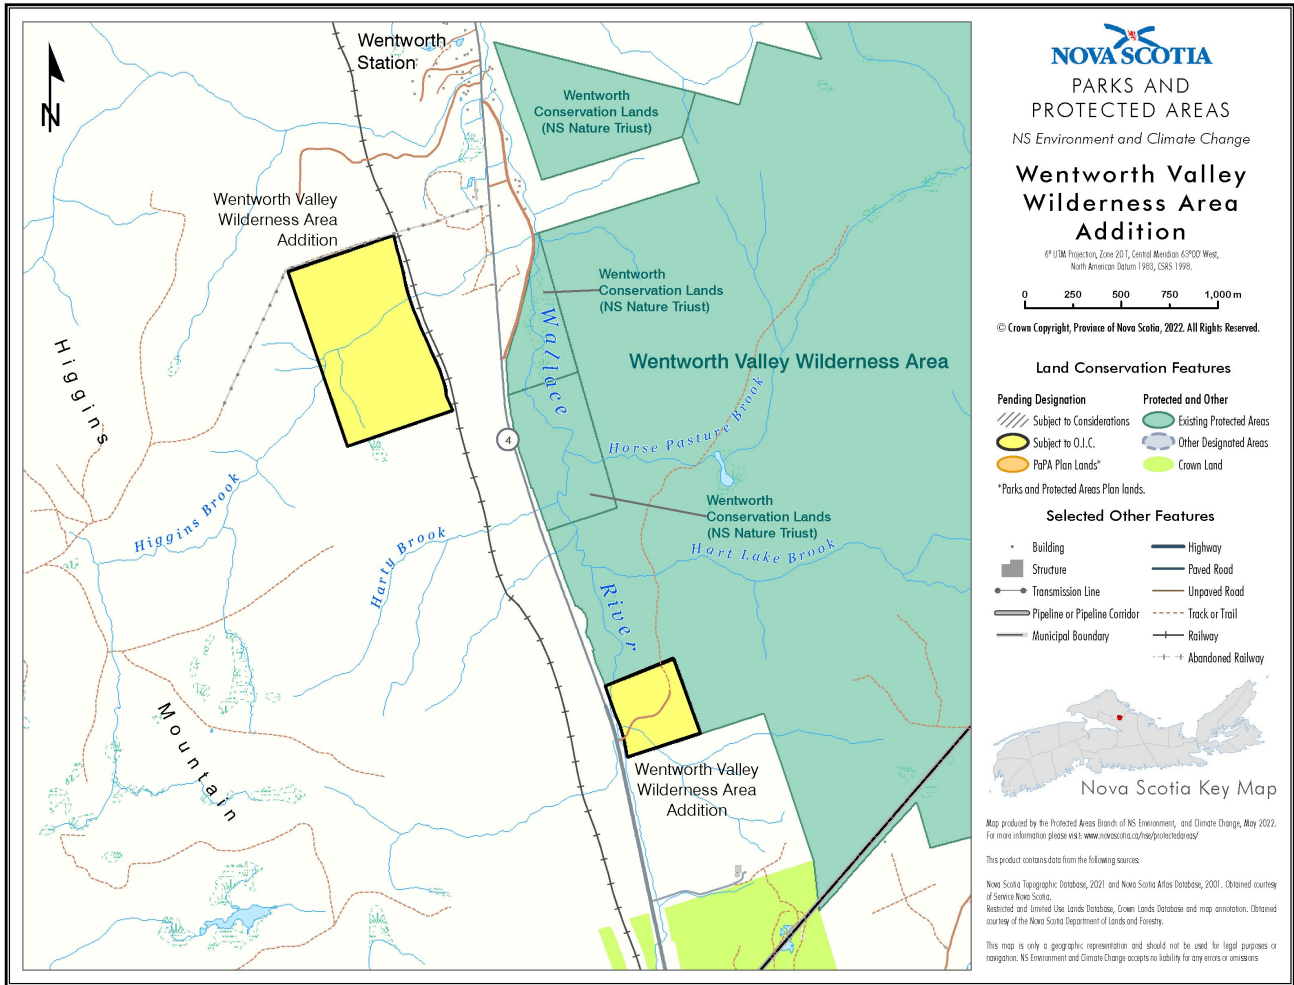 Wentworth
Station
N
Wentworth
Conservation Lands
(NS Nature Trust)
Wentworth Valley
Wilderness Area
Addition
Wentworth
Conservation Lands
(NS Nature Trust)
Wallace
Wentworth Valley Wilderness Area
Higgins
4
Horse Pasture Brook
Wentworth
Conservation Lands
(NS Nature Trust)
Higgins Brook
Harty Brook
Hart Lake Brook
River
Mountain
Wentworth Valley
Wilderness Area
Addition
NOVA SCOTIA
PARKS AND
PROTECTED AREAS
NS Environment and Climate Change
Wentworth Valley
Wilderness Area
Addition
6° UTM Projection, Zone 20 T, Central Meridian 63°00' West,
North American Datum 1983, CSRS 1998.
0 250 500 750 1,000 m
© Crown Copyright, Province of Nova Scotia, 2022. All Rights Reserved.
Land Conservation Features
Pending Designation
Subject to Considerations
Subject to O.I.C.
PaPA Plan Lands*
Protected and Other
Existing Protected Areas
Other Designated Areas
Crown Land
*Parks and Protected Areas Plan lands.
Selected Other Features
Building
Structure
Transmission Line
Pipeline or Pipeline Corridor
Municipal Boundary
Highway
Paved Road
Unpaved Road
Track or Trail
Railway
Abandoned Railway
Nova Scotia Key Map
Map produced by the Protected Areas Branch of NS Environment, and Climate Change, May 2022.
For more information please visit: www.novascotia.ca/nse/protectedareas/
This product contains data from the following sources:
Nova Scotia Topographic Database, 2021 and Nova Scotia Atlas Database, 2001. Obtained courtesy
of Service Nova Scotia.
Restricted and Limited Use Lands Database, Crown Lands Database and map annotation. Obtained
courtesy of the Nova Scotia Department of Lands and Forestry.
This map is only a geographic representation and should not be used for legal purposes or
navigation. NS Environment and Climate Change accepts no liability for any errors or omissions.